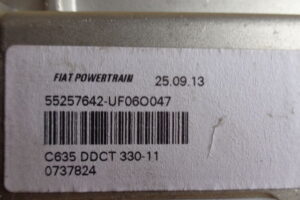 FIAT POWERTRAIN 25.09.13
55257642-UF06O047
C635 DDCT 330-11
0737824